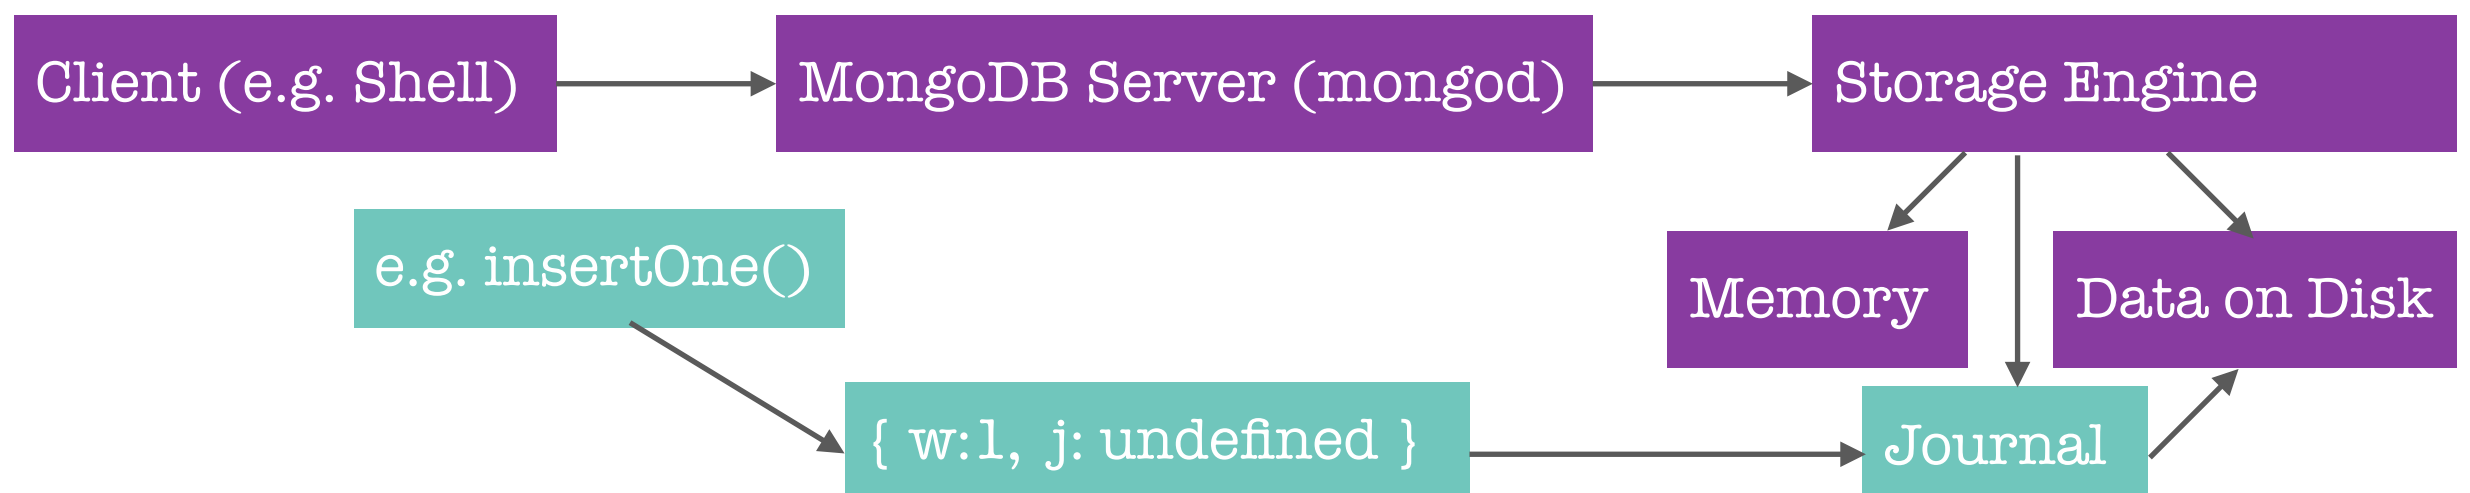 Client (e.g. Shell)
MongoDB Server (mongod)
Storage Engine
e.g. insertOne()
Memory
Data on Disk
{ w:1, j: undefined }
Journal